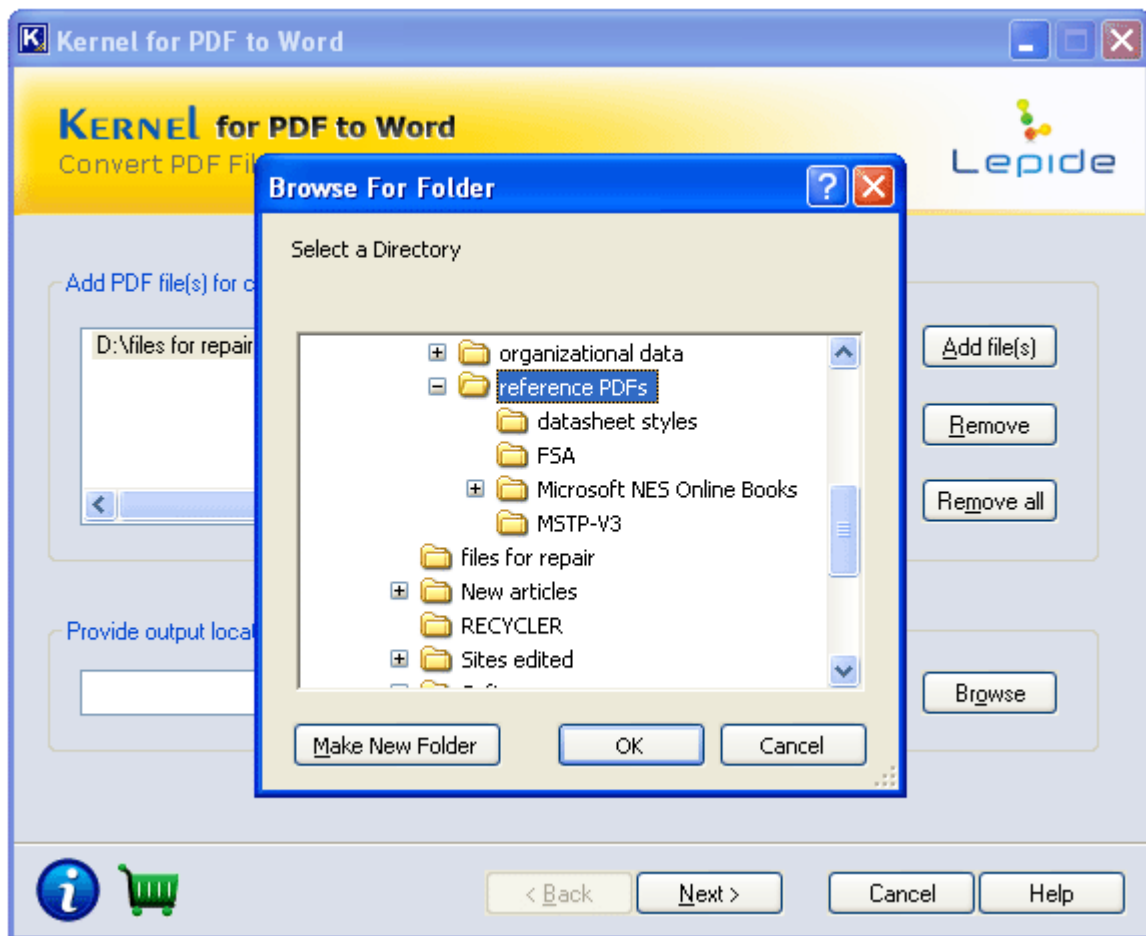 Kernel for PDF to Word
KERNEL for PDF to Word
Convert PDF Fil
Lepide
Browse For Folder
Select a Directory
Add PDF file(s) for c
D:\files for repair
organizational data
reference PDFs
datasheet styles
FSA
Microsoft NES Online Books
MSTP-V3
files for repair
New articles
RECYCLER
Sites edited
Add file(s)
Remove
Remove all
Provide output locat
Browse
Make New Folder
OK
Cancel
< Back
Next >
Cancel
Help